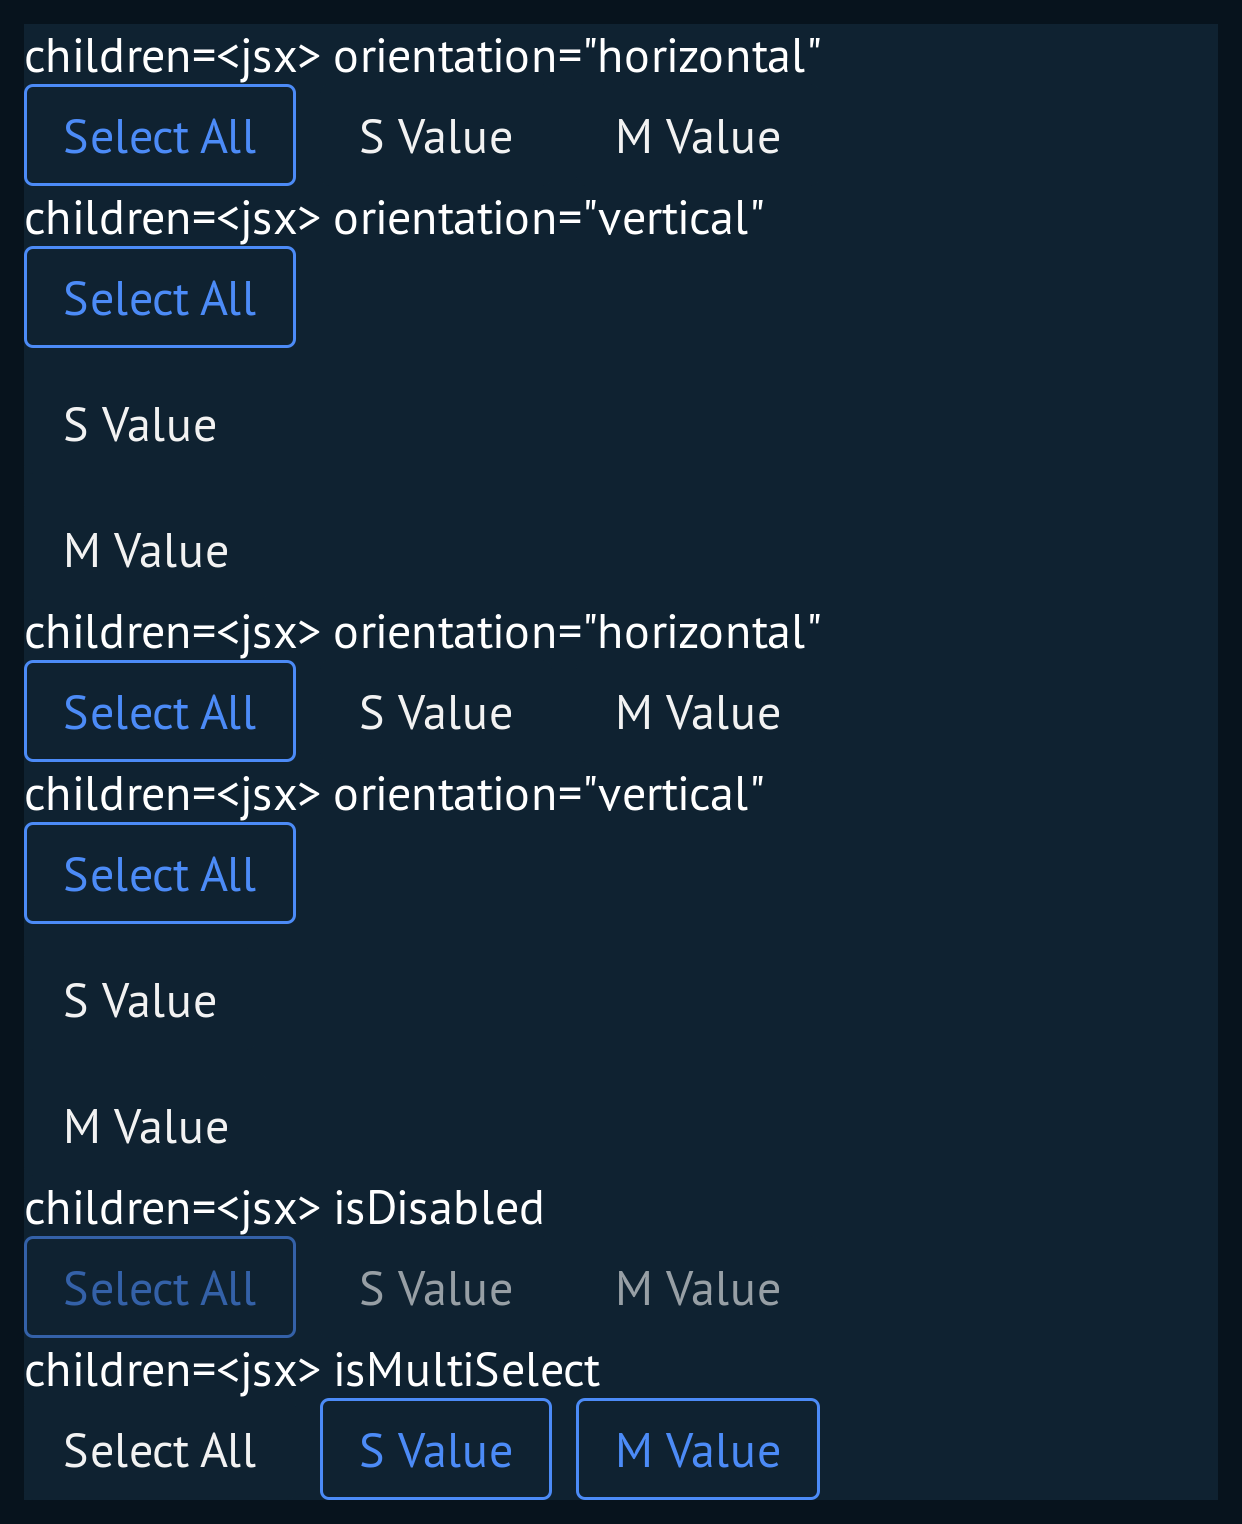 children=<jsx> orientation="horizontal"
Select All S Value M Value
children=<jsx> orientation="vertical"
Select All
S Value
M Value
children=<jsx> orientation="horizontal"
Select All S Value M Value
children=<jsx> orientation="vertical"
Select All
S Value
M Value
children=<jsx> isDisabled
Select All S Value M Value
children=<jsx> isMultiSelect
Select All S Value M Value